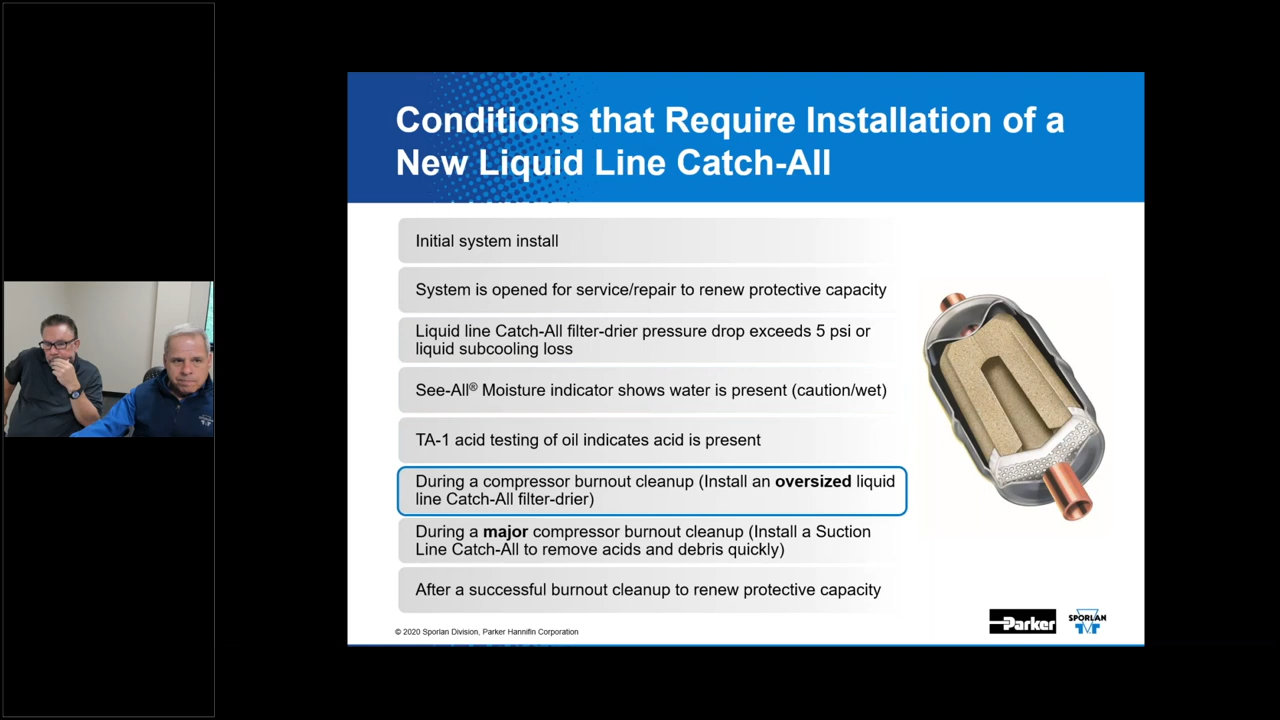 Conditions that Require Installation of a
New Liquid Line Catch-All
Initial system install
System is opened for service/repair to renew protective capacity
Liquid line Catch-All filter-drier pressure drop exceeds 5 psi or
liquid subcooling loss
See-All® Moisture indicator shows water is present (caution/wet)
TA-1 acid testing of oil indicates acid is present
During a compressor burnout cleanup (Install an oversized liquid
line Catch-All filter-drier)
During a major compressor burnout cleanup (Install a Suction
Line Catch-All to remove acids and debris quickly)
After a successful burnout cleanup to renew protective capacity
© 2020 Sporlan Division, Parker Hannifin Corporation
Parker
SPORLAN